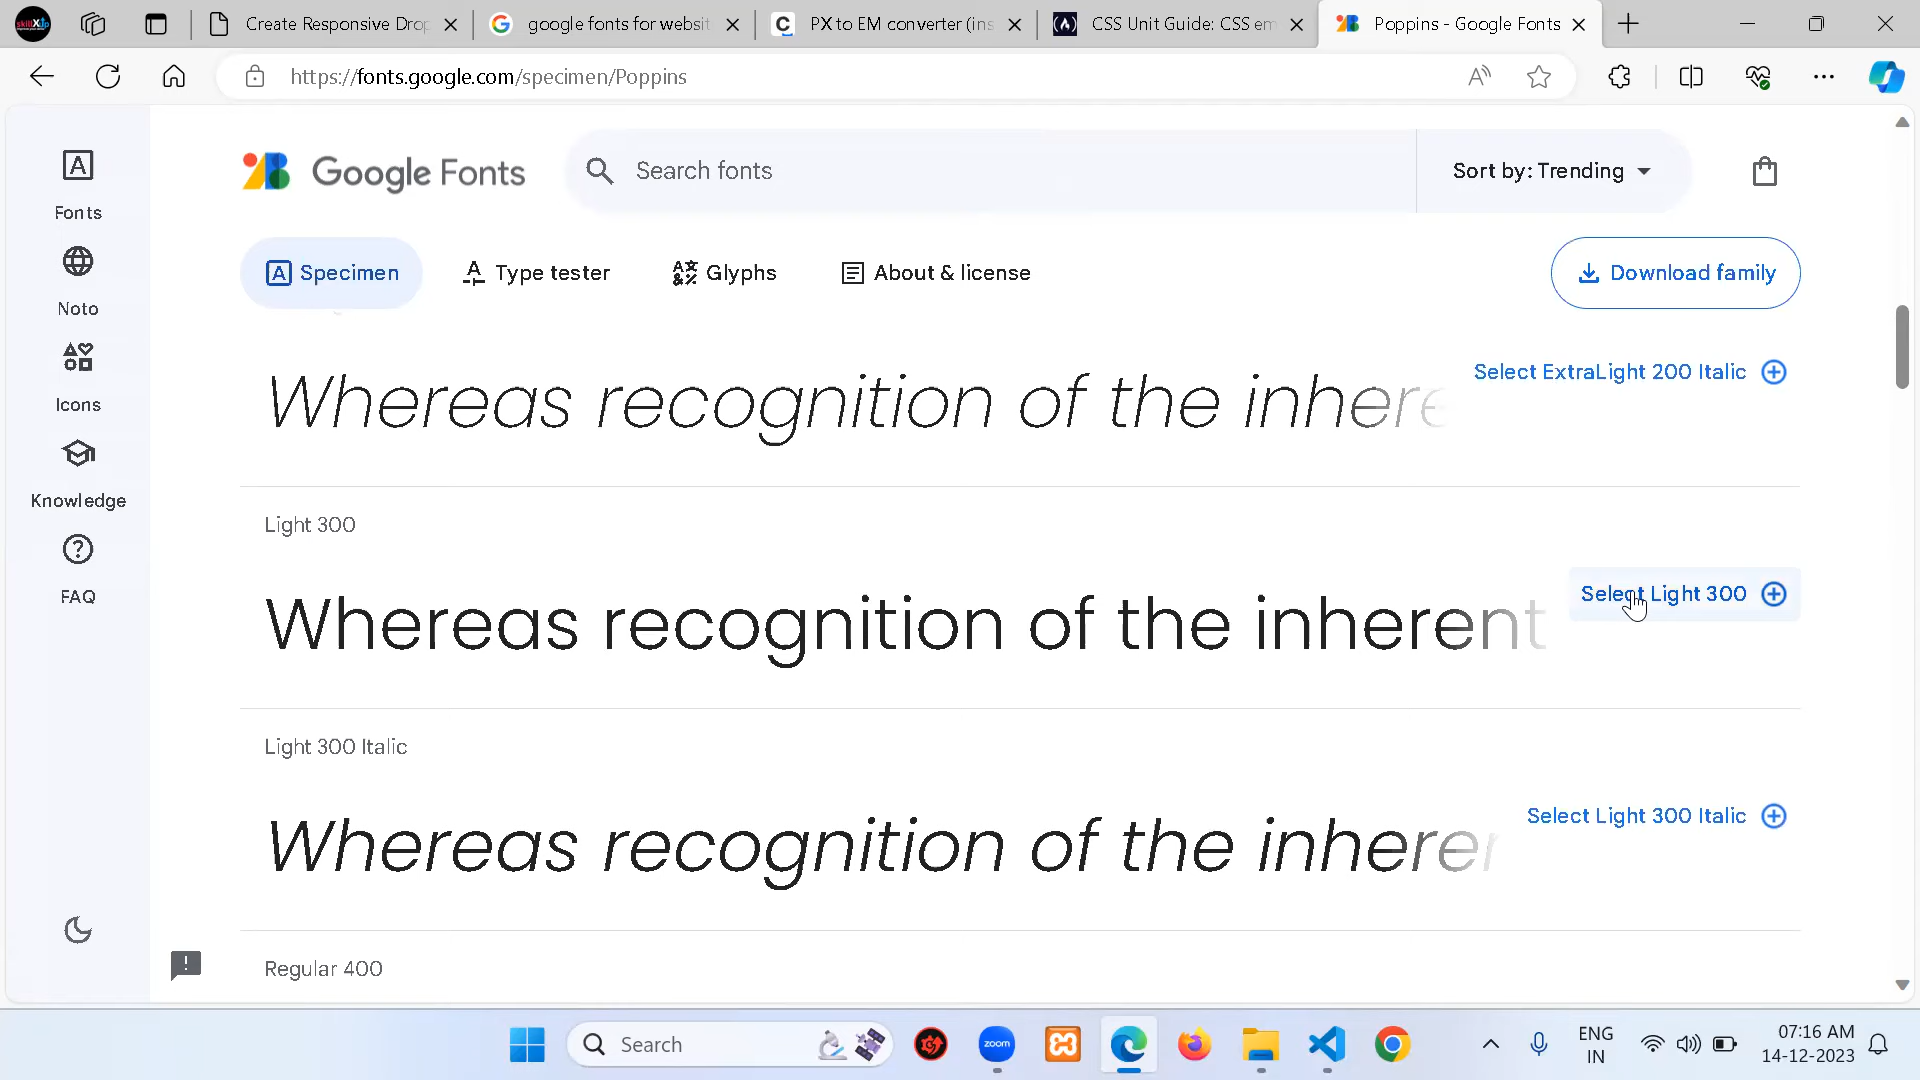 Create Responsive Drop
google fonts for websit
PX to EM converter (ins
CSS Unit Guide: CSS em
Poppins - Google Fonts
https://fonts.google.com/specimen/Poppins
Google Fonts
Search fonts
Sort by: Trending
Fonts
Noto
Icons
Knowledge
FAQ
Specimen
Type tester
Glyphs
About & license
Download family
Whereas recognition of the inhere
Select ExtraLight 200 Italic
Light 300
Whereas recognition of the inherent
Select Light 300
Light 300 Italic
Whereas recognition of the inherer
Select Light 300 Italic
Regular 400
Search
zoom
ENG
IN
07:16 AM
14-12-2023